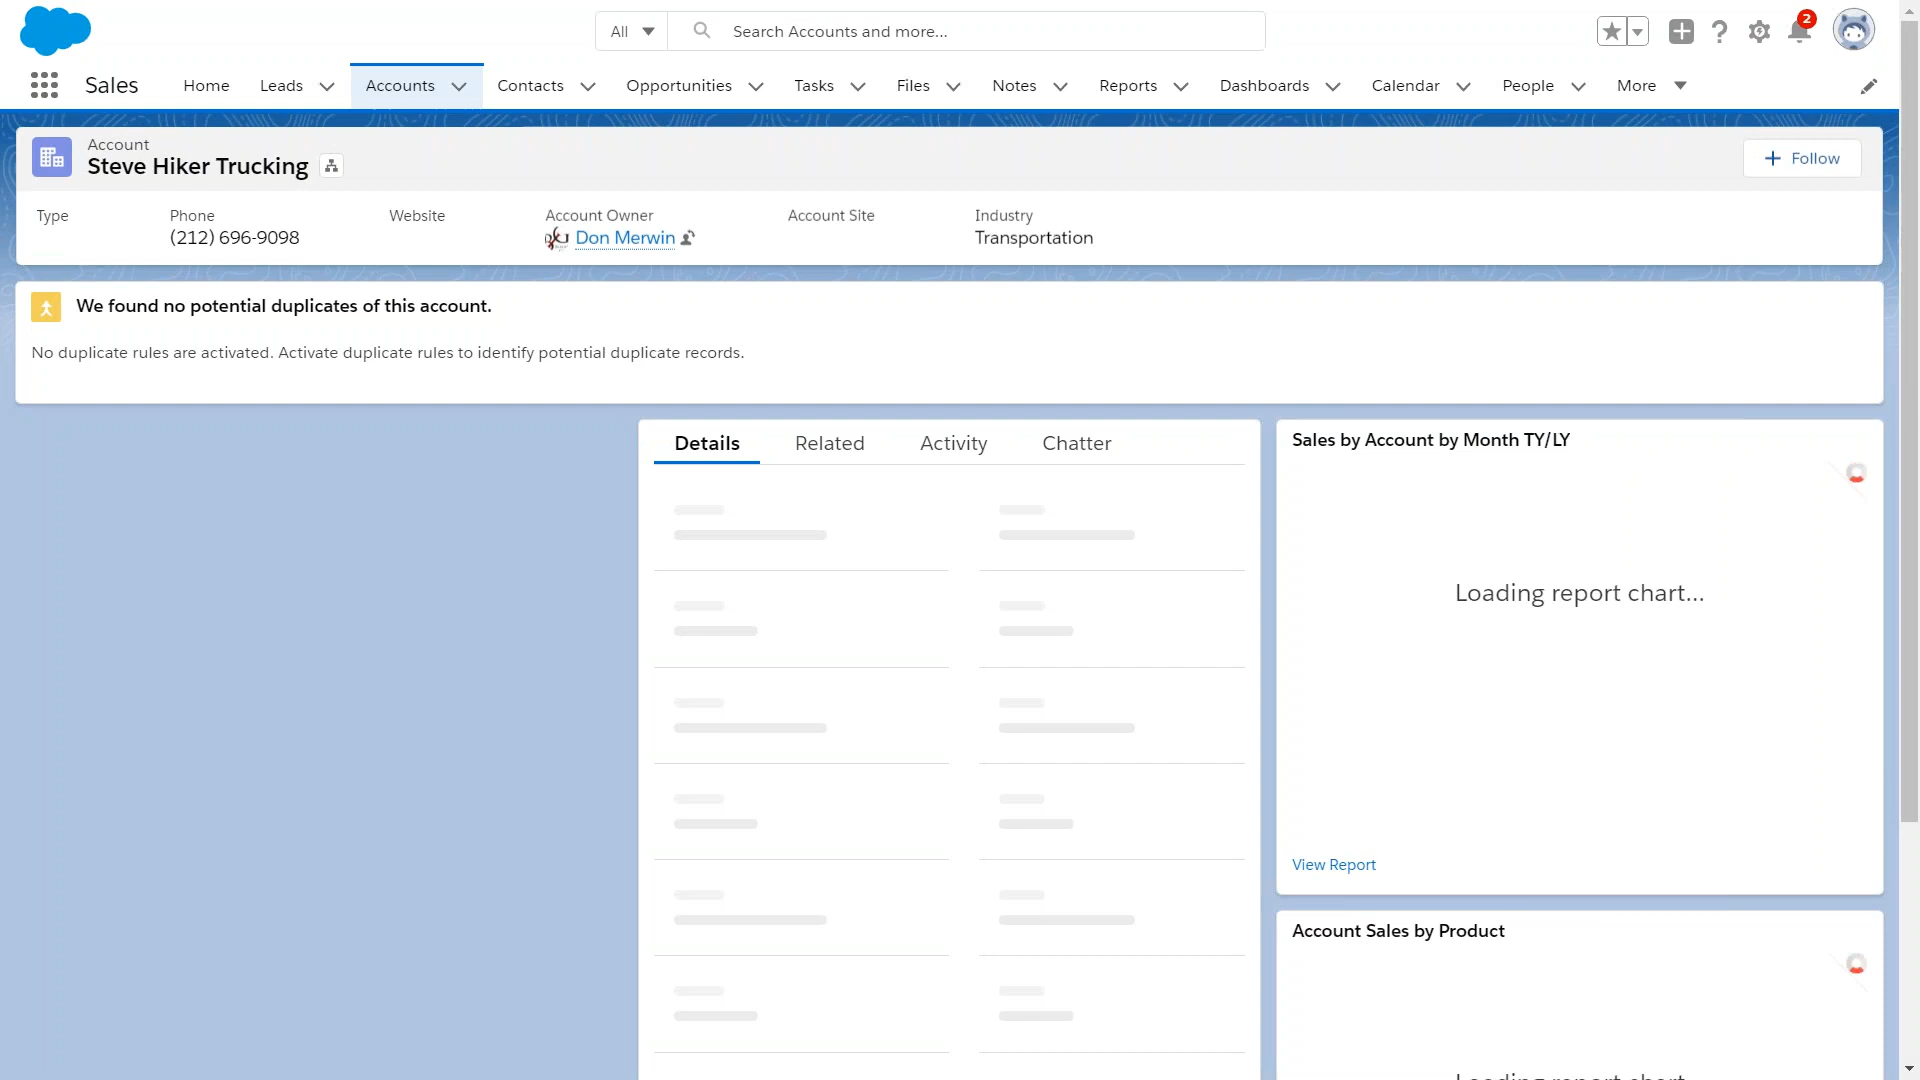 All
Search Accounts and more...
2
Sales
Home
Leads
Accounts
Contacts
Opportunities
Tasks
Files
Notes
Reports
Dashboards
Calendar
People
More
Account
Steve Hiker Trucking
Follow
Type
Phone
(212) 696-9098
Website
Account Owner
Don Merwin
Account Site
Industry
Transportation
We found no potential duplicates of this account.
No duplicate rules are activated. Activate duplicate rules to identify potential duplicate records.
Details
Related
Activity
Chatter
Sales by Account by Month TY/LY
Loading report chart...
View Report
Account Sales by Product
Loading report chart